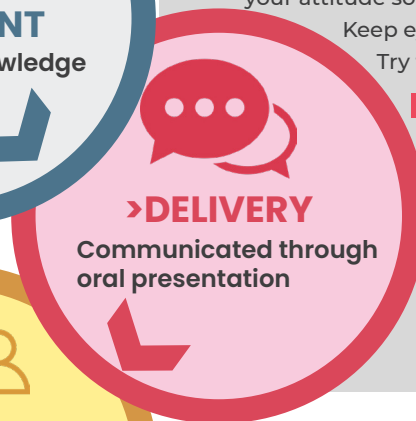 your attitude so
Keep e
Try
NT
wledge
>DELIVERY
Communicated through
oral presentation